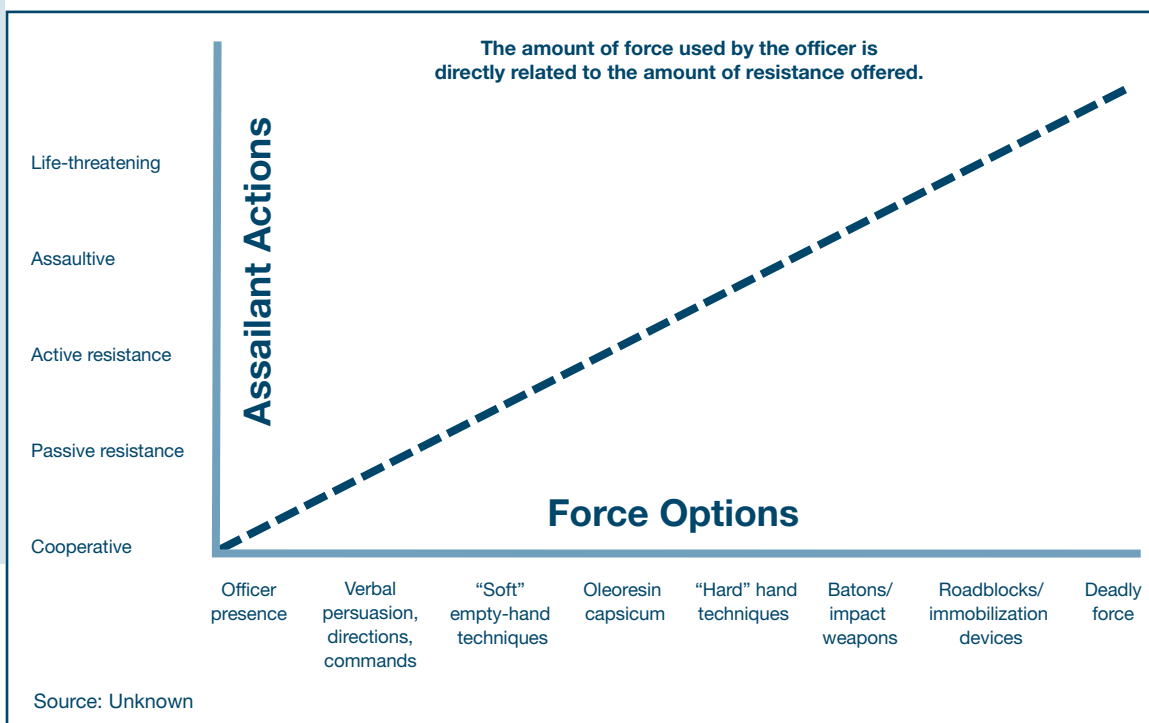 The amount of force used by the officer is
directly related to the amount of resistance offered.
Assailant Actions
Life-threatening
Assaultive
Active resistance
Passive resistance
Cooperative
Force Options
Officer
presence
Verbal
persuasion,
directions,
commands
“Soft”
empty-hand
techniques
Oleoresin
capsicum
“Hard” hand
techniques
Batons/
impact
weapons
Roadblocks/
immobilization
devices
Deadly
force
Source: Unknown